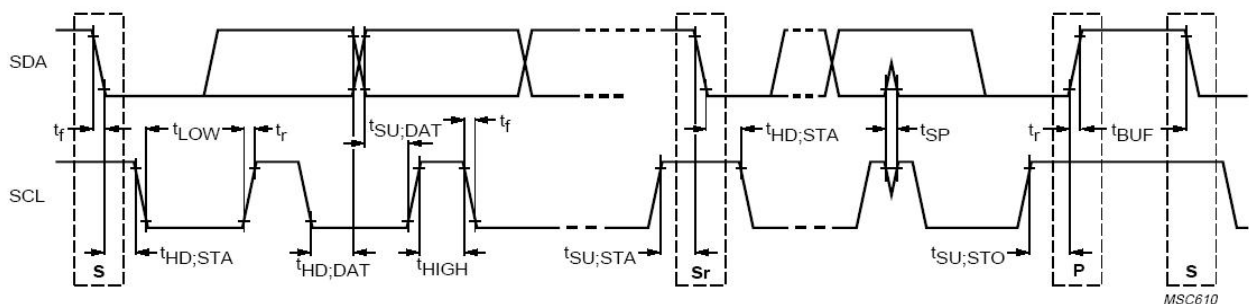 SDA
t_f t_LOW t_r t_SU;DAT t_f t_HD;STA t_SP t_r t_BUF
SCL
t_HD;STA t_HD;DAT t_HIGH t_SU;STA t_SU;STO
S Sr P S
MSC610